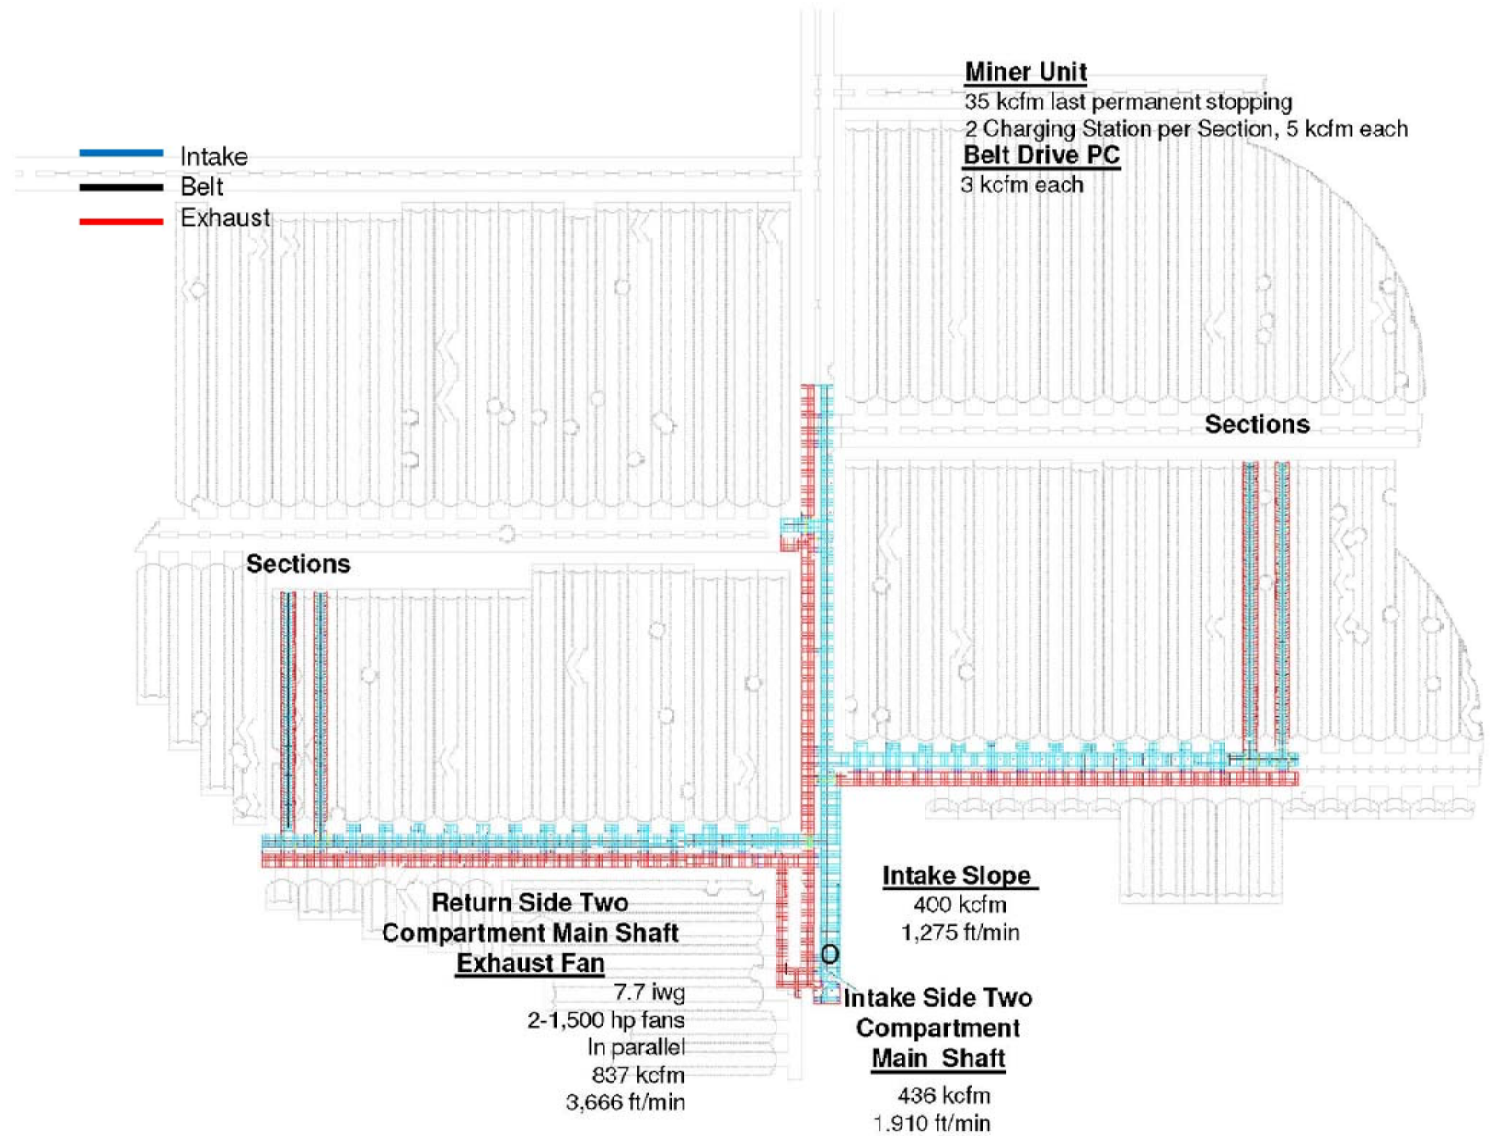 Miner Unit
35 kcfm last permanent stopping
2 Charging Station per Section, 5 kcfm each
Belt Drive PC
3 kcfm each
Intake
Belt
Exhaust
Sections
Sections
Intake Slope
400 kcfm
1,275 ft/min
Return Side Two
Compartment Main Shaft
Exhaust Fan
7.7 iwg
2-1,500 hp fans
In parallel
837 kcfm
3,666 ft/min
Intake Side Two
Compartment
Main Shaft
436 kcfm
1.910 ft/min